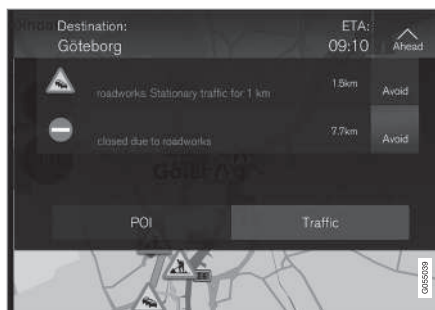 Destination:
Göteborg
ETA:
09:10
Ahead
roadworks. Stationary traffic for 1 km
1.5km
Avoid
closed due to roadworks
7.7km
Avoid
POI
Traffic
G055039